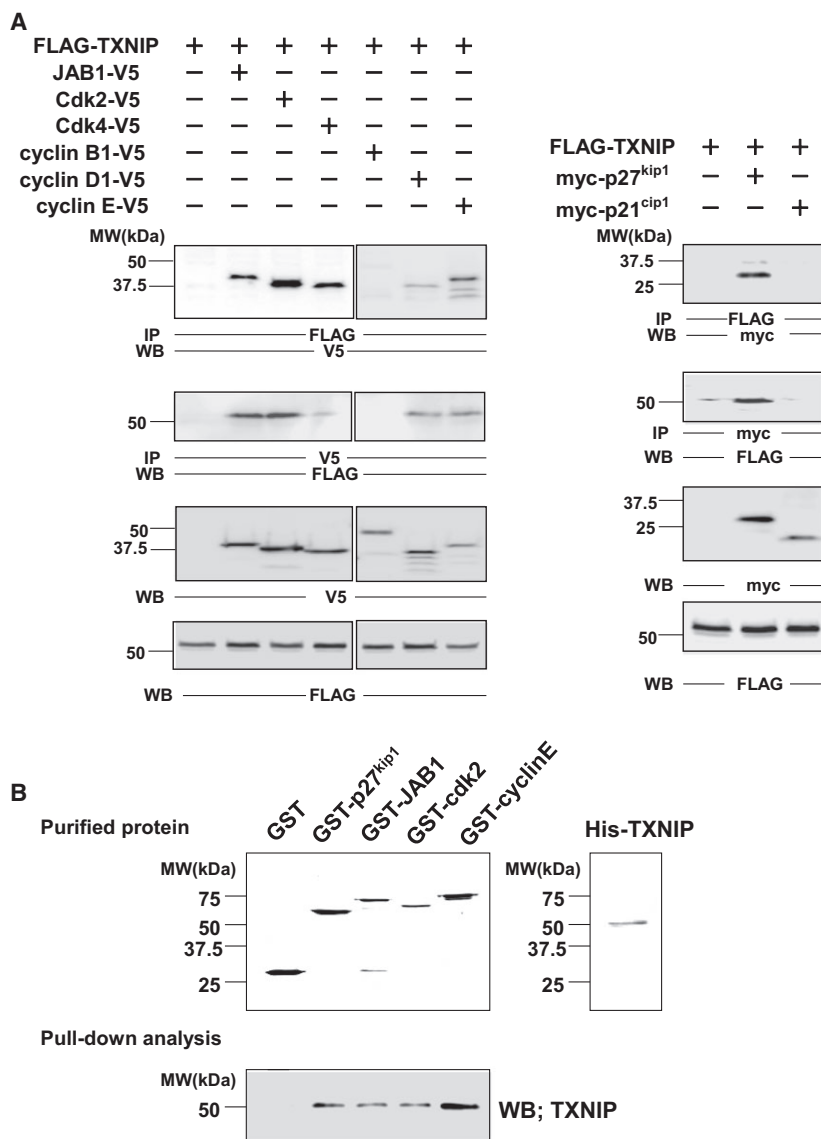 A
FLAG-TXNIP + + + + + + +
JAB1-V5 – + – – – – –
Cdk2-V5 – – + – – – –
Cdk4-V5 – – – + – – –
cyclin B1-V5 – – – – + – –
cyclin D1-V5 – – – – – + –
cyclin E-V5 – – – – – – +
MW(kDa)
50
37.5
IP FLAG
WB V5
50
IP V5
WB FLAG
50
37.5
WB V5
50
WB FLAG
FLAG-TXNIP + + +
myc-p27kip1 – + –
myc-p21cip1 – – +
MW(kDa)
37.5
25
IP FLAG
WB myc
50
IP myc
WB FLAG
37.5
25
WB myc
50
WB FLAG
B
Purified protein
GST
GST-p27kip1
GST-JAB1
GST-cdk2
GST-cyclinE
MW(kDa)
75
50
37.5
25
His-TXNIP
MW(kDa)
75
50
37.5
25
Pull-down analysis
MW(kDa)
50
WB; TXNIP